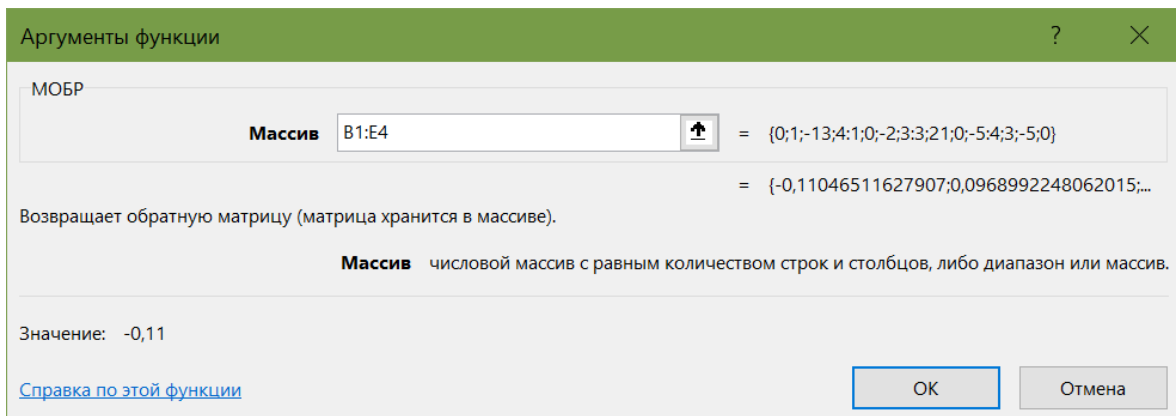 Аргументы функции ?
МОБР
Массив B1:E4 = {0;1;-13;4:1;0;-2;3:3;21;0;-5:4;3;-5;0}
= {-0,11046511627907;0,0968992248062015;...
Возвращает обратную матрицу (матрица хранится в массиве).
Массив числовой массив с равным количеством строк и столбцов, либо диапазон или массив.
Значение: -0,11
Справка по этой функции
ОК Отмена